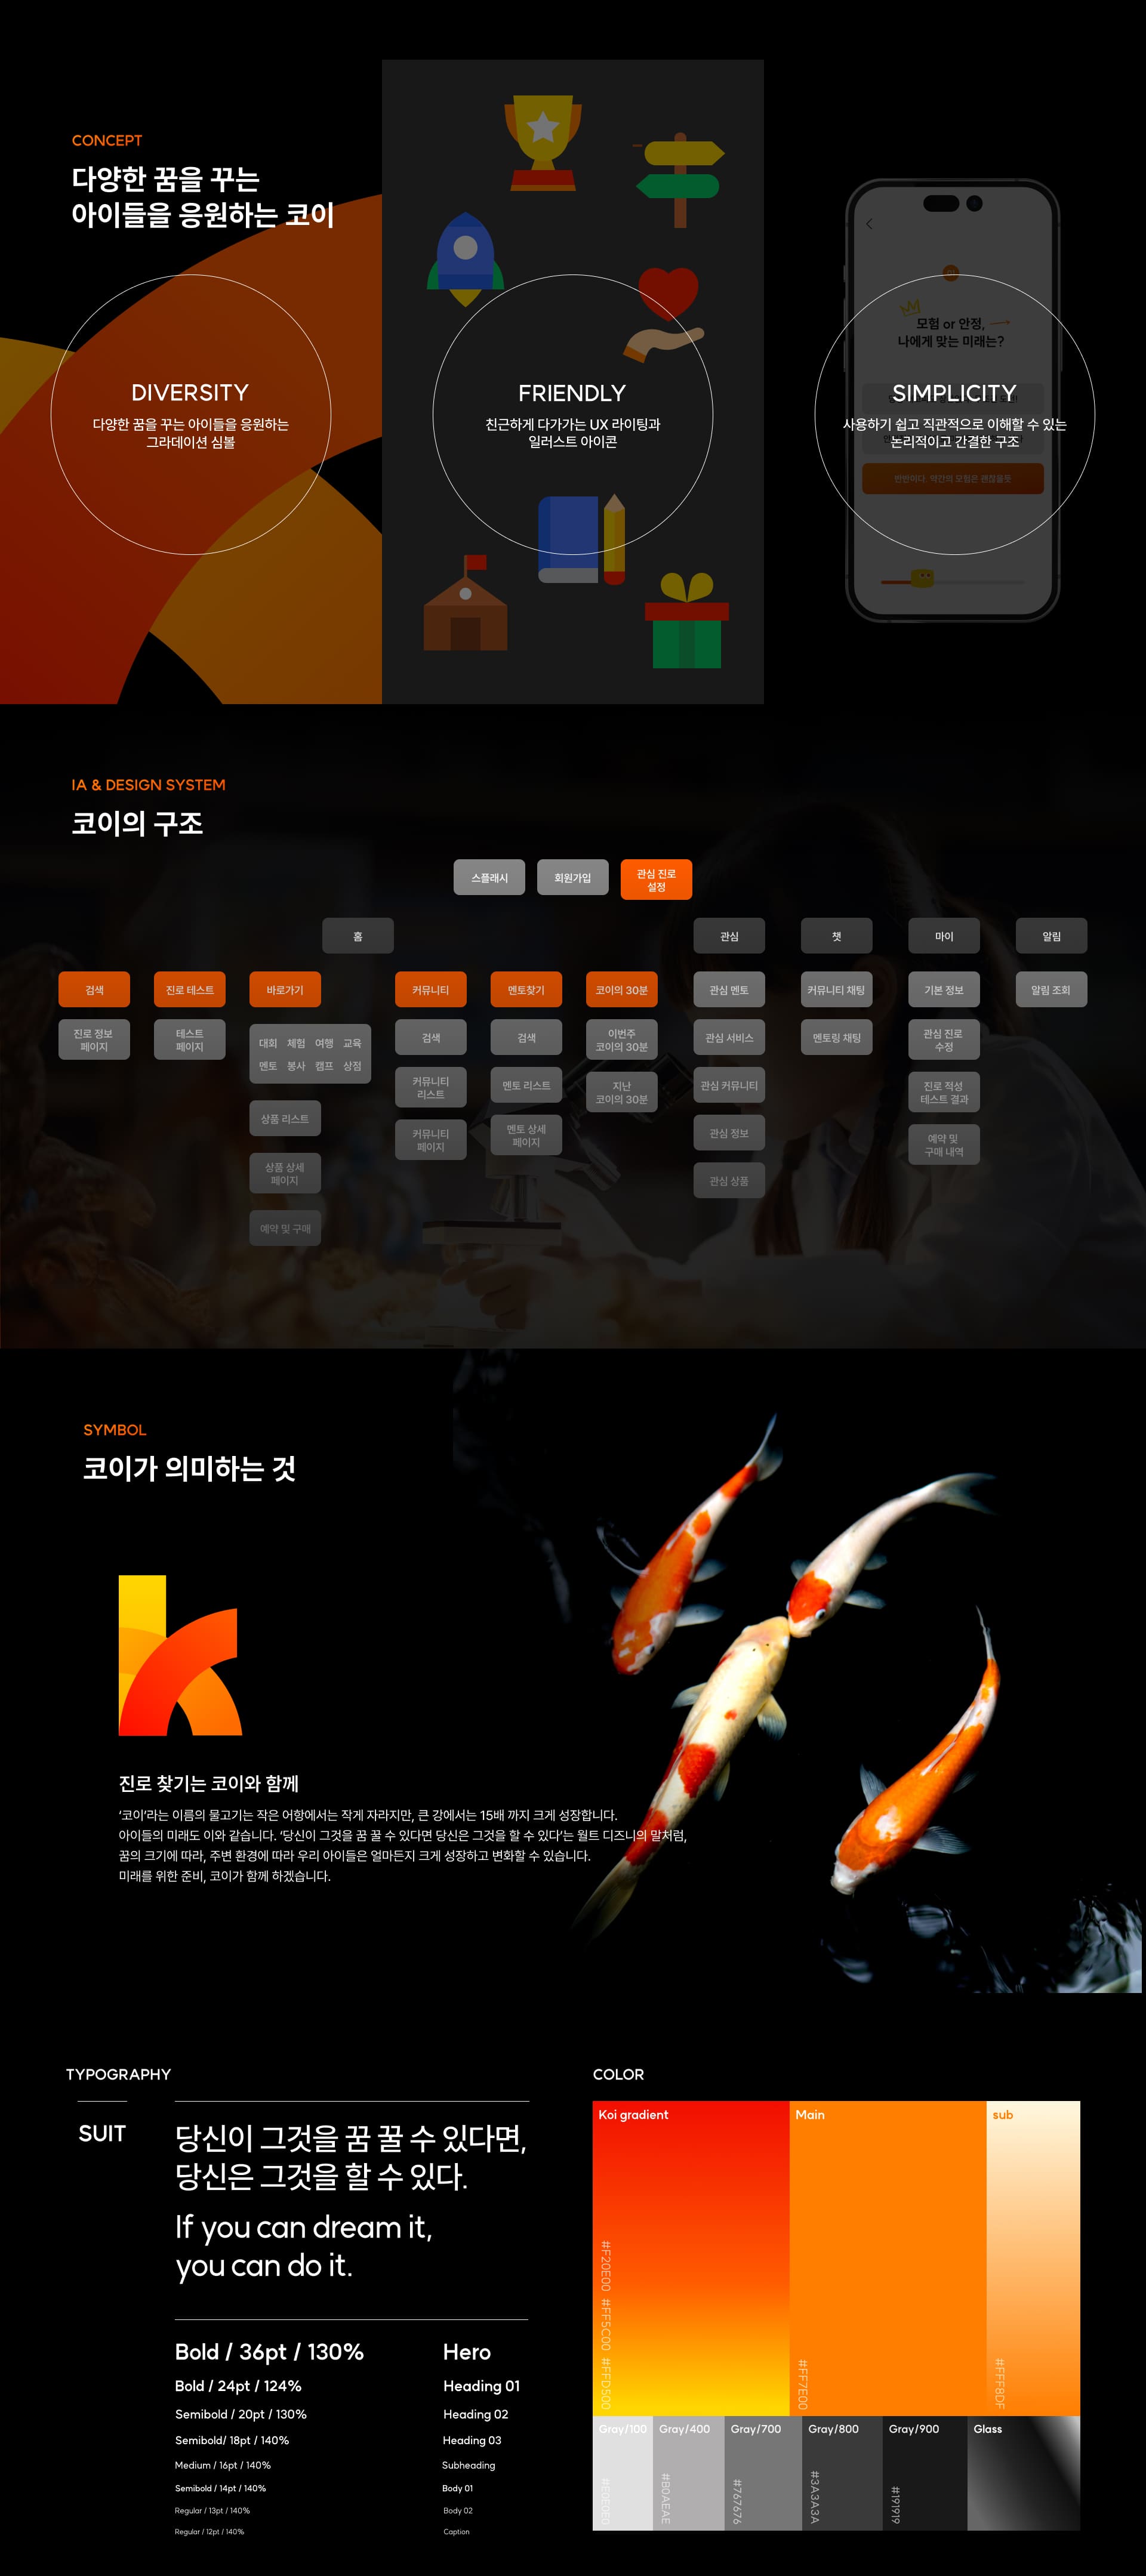 CONCEPT
다양한 꿈을 꾸는
아이들을 응원하는 코이
DIVERSITY
다양한 꿈을 꾸는 아이들을 응원하는
그라데이션 심볼
FRIENDLY
친근하게 다가가는 UX 라이팅과
일러스트 아이콘
모험 or 안정,
나에게 맞는 미래는?
SIMPLICITY
사용하기 쉽고 직관적으로 이해할 수 있는
논리적이고 간결한 구조
반반이다. 약간의 모험은 괜찮을듯
IA & DESIGN SYSTEM
코이의 구조
스플래시
회원가입
관심 진로
설정
홈
관심
챗
마이
알림
검색
진로 테스트
바로가기
커뮤니티
멘토찾기
코이의 30분
관심 멘토
커뮤니티 채팅
기본 정보
알림 조회
진로 정보
페이지
테스트
페이지
대회 체험 여행 교육
멘토 봉사 캠프 상점
검색
검색
이번주
코이의 30분
관심 서비스
멘토링 채팅
관심 진로
수정
커뮤니티
리스트
멘토 리스트
지난
코이의 30분
관심 커뮤니티
진로 적성
테스트 결과
상품 리스트
커뮤니티
페이지
멘토 상세
페이지
관심 정보
예약 및
구매 내역
상품 상세
페이지
관심 상품
예약 및 구매
SYMBOL
코이가 의미하는 것
진로 찾기는 코이와 함께
‘코이’라는 이름의 물고기는 작은 어항에서는 작게 자라지만, 큰 강에서는 15배 까지 크게 성장합니다.
아이들의 미래도 이와 같습니다. ‘당신이 그것을 꿈 꿀 수 있다면 당신은 그것을 할 수 있다’는 월트 디즈니의 말처럼,
꿈의 크기에 따라, 주변 환경에 따라 우리 아이들은 얼마든지 크게 성장하고 변화할 수 있습니다.
미래를 위한 준비, 코이가 함께 하겠습니다.
TYPOGRAPHY
SUIT
당신이 그것을 꿈 꿀 수 있다면,
당신은 그것을 할 수 있다.
If you can dream it,
you can do it.
Bold / 36pt / 130% Hero
Bold / 24pt / 124% Heading 01
Semibold / 20pt / 130% Heading 02
Semibold/ 18pt / 140% Heading 03
Medium / 16pt / 140% Subheading
Semibold / 14pt / 140% Body 01
Regular / 13pt / 140% Body 02
Regular / 12pt / 140% Caption
COLOR
Koi gradient
#F20E00 #FF5C00 #FFD500
Main
#FF7E00
sub
#FFF8DF
Gray/100
#E0E0E0
Gray/400
#B0AEAE
Gray/700
#767676
Gray/800
#3A3A3A
Gray/900
#191919
Glass